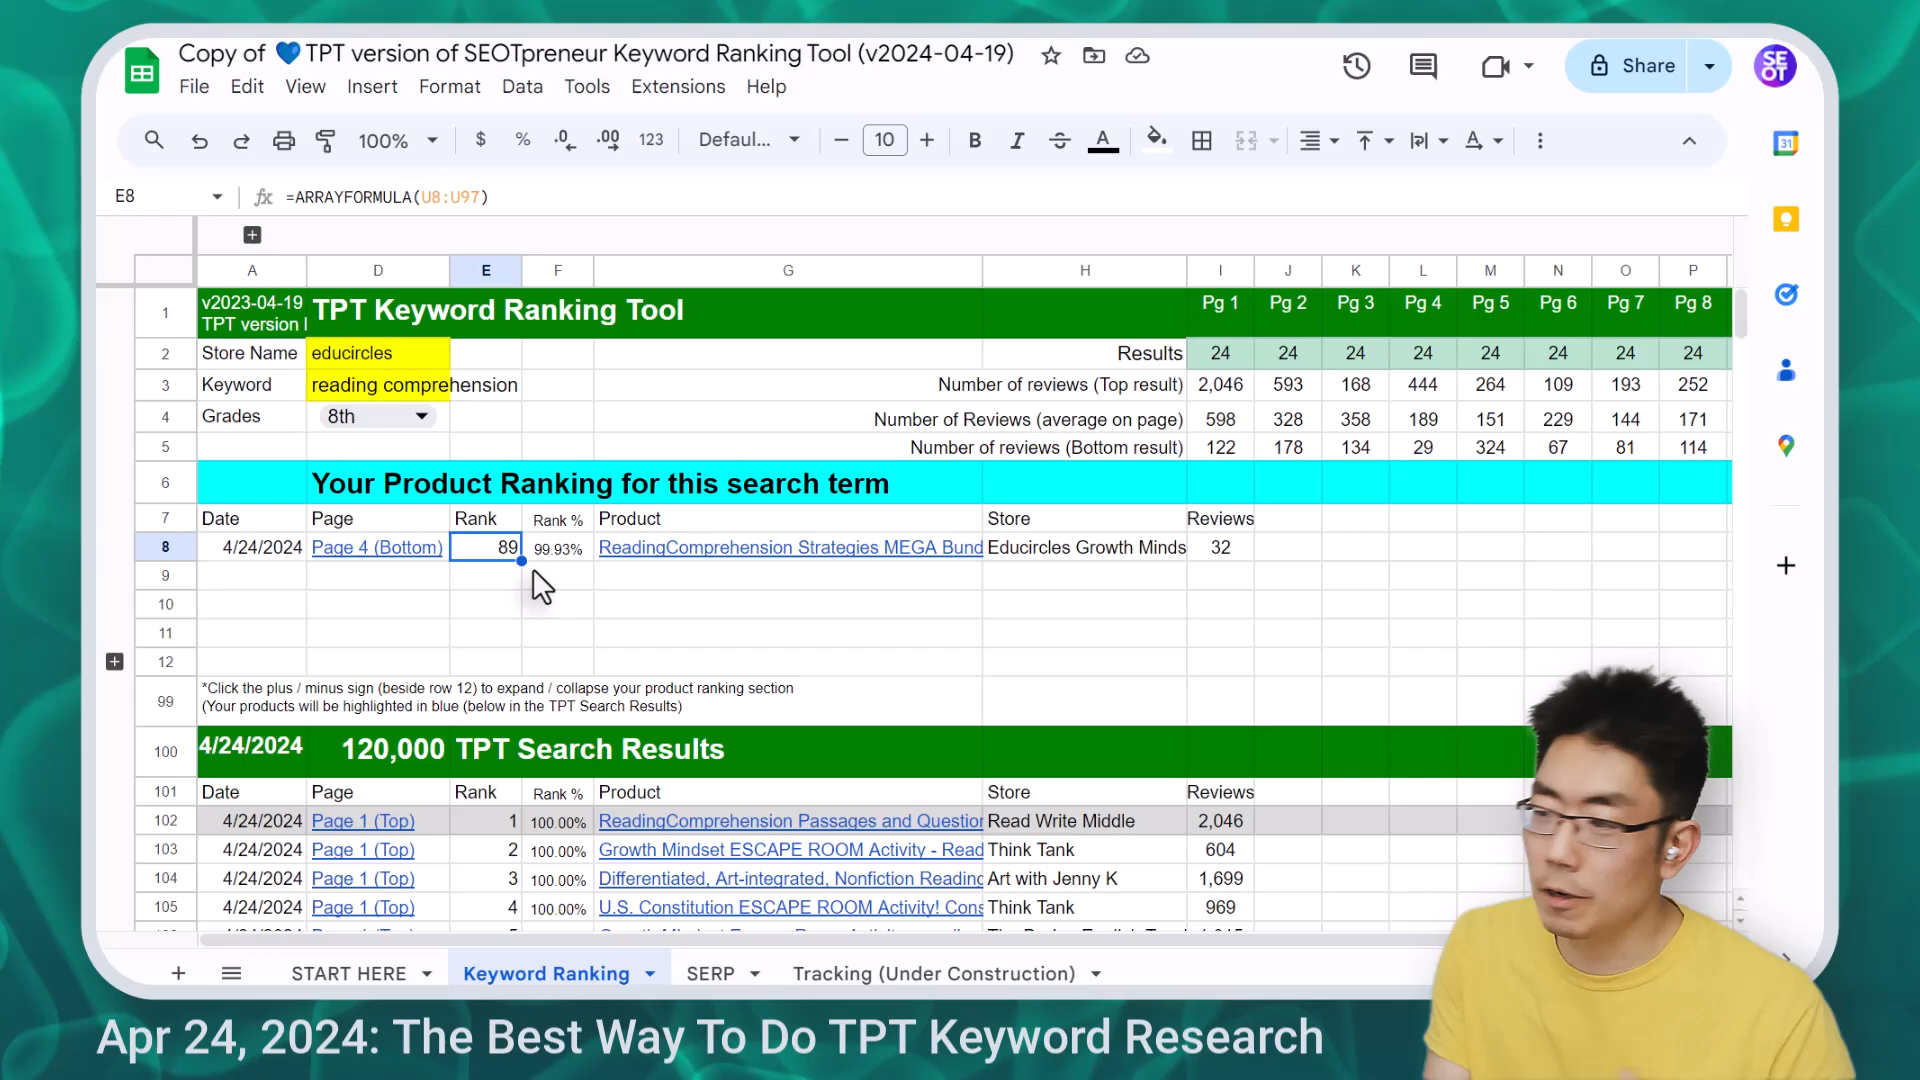 Copy of 💙TPT version of SEOTpreneur Keyword Ranking Tool (v2024-04-19)
Share
SE
OT
File Edit View Insert Format Data Tools Extensions Help
100% $ % .0 .00 123 Defaul... − 10 + B I A
31
E8 fx =ARRAYFORMULA(U8:U97)
A D E F G H I J K L M N O P
1 v2023-04-19 TPT Keyword Ranking Tool Pg 1 Pg 2 Pg 3 Pg 4 Pg 5 Pg 6 Pg 7 Pg 8
TPT version
2 Store Name educircles Results 24 24 24 24 24 24 24 24
3 Keyword reading comprehension Number of reviews (Top result) 2,046 593 168 444 264 109 193 252
4 Grades 8th Number of Reviews (average on page) 598 328 358 189 151 229 144 171
5 Number of reviews (Bottom result) 122 178 134 29 324 67 81 114
6 Your Product Ranking for this search term
7 Date Page Rank Rank % Product Store Reviews
8 4/24/2024 Page 4 (Bottom) 89 99.93% ReadingComprehension Strategies MEGA Bund Educircles Growth Minds 32
9
10
11
12
99 *Click the plus / minus sign (beside row 12) to expand / collapse your product ranking section
(Your products will be highlighted in blue (below in the TPT Search Results)
100 4/24/2024 120,000 TPT Search Results
101 Date Page Rank Rank % Product Store Reviews
102 4/24/2024 Page 1 (Top) 1 100.00% ReadingComprehension Passages and Question Read Write Middle 2,046
103 4/24/2024 Page 1 (Top) 2 100.00% Growth Mindset ESCAPE ROOM Activity - Read Think Tank 604
104 4/24/2024 Page 1 (Top) 3 100.00% Differentiated, Art-integrated, Nonfiction Reading Art with Jenny K 1,699
105 4/24/2024 Page 1 (Top) 4 100.00% U.S. Constitution ESCAPE ROOM Activity! Cons Think Tank 969
+ START HERE Keyword Ranking SERP Tracking (Under Construction)
Apr 24, 2024: The Best Way To Do TPT Keyword Research